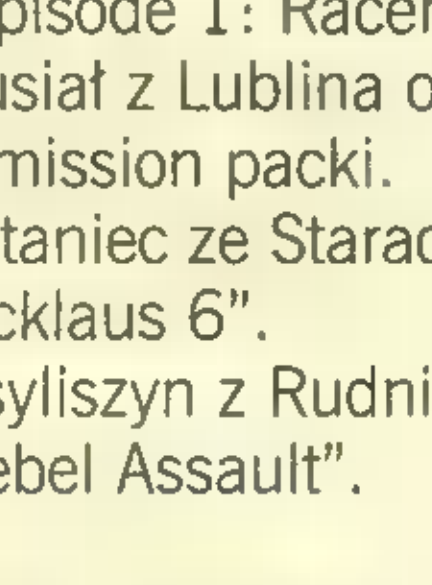 pisode 1: Racer
usiał z Lublina o
mission packi.
taniec ze Starac
cklaus 6”.
syliszyn z Rudni
ebel Assault”.